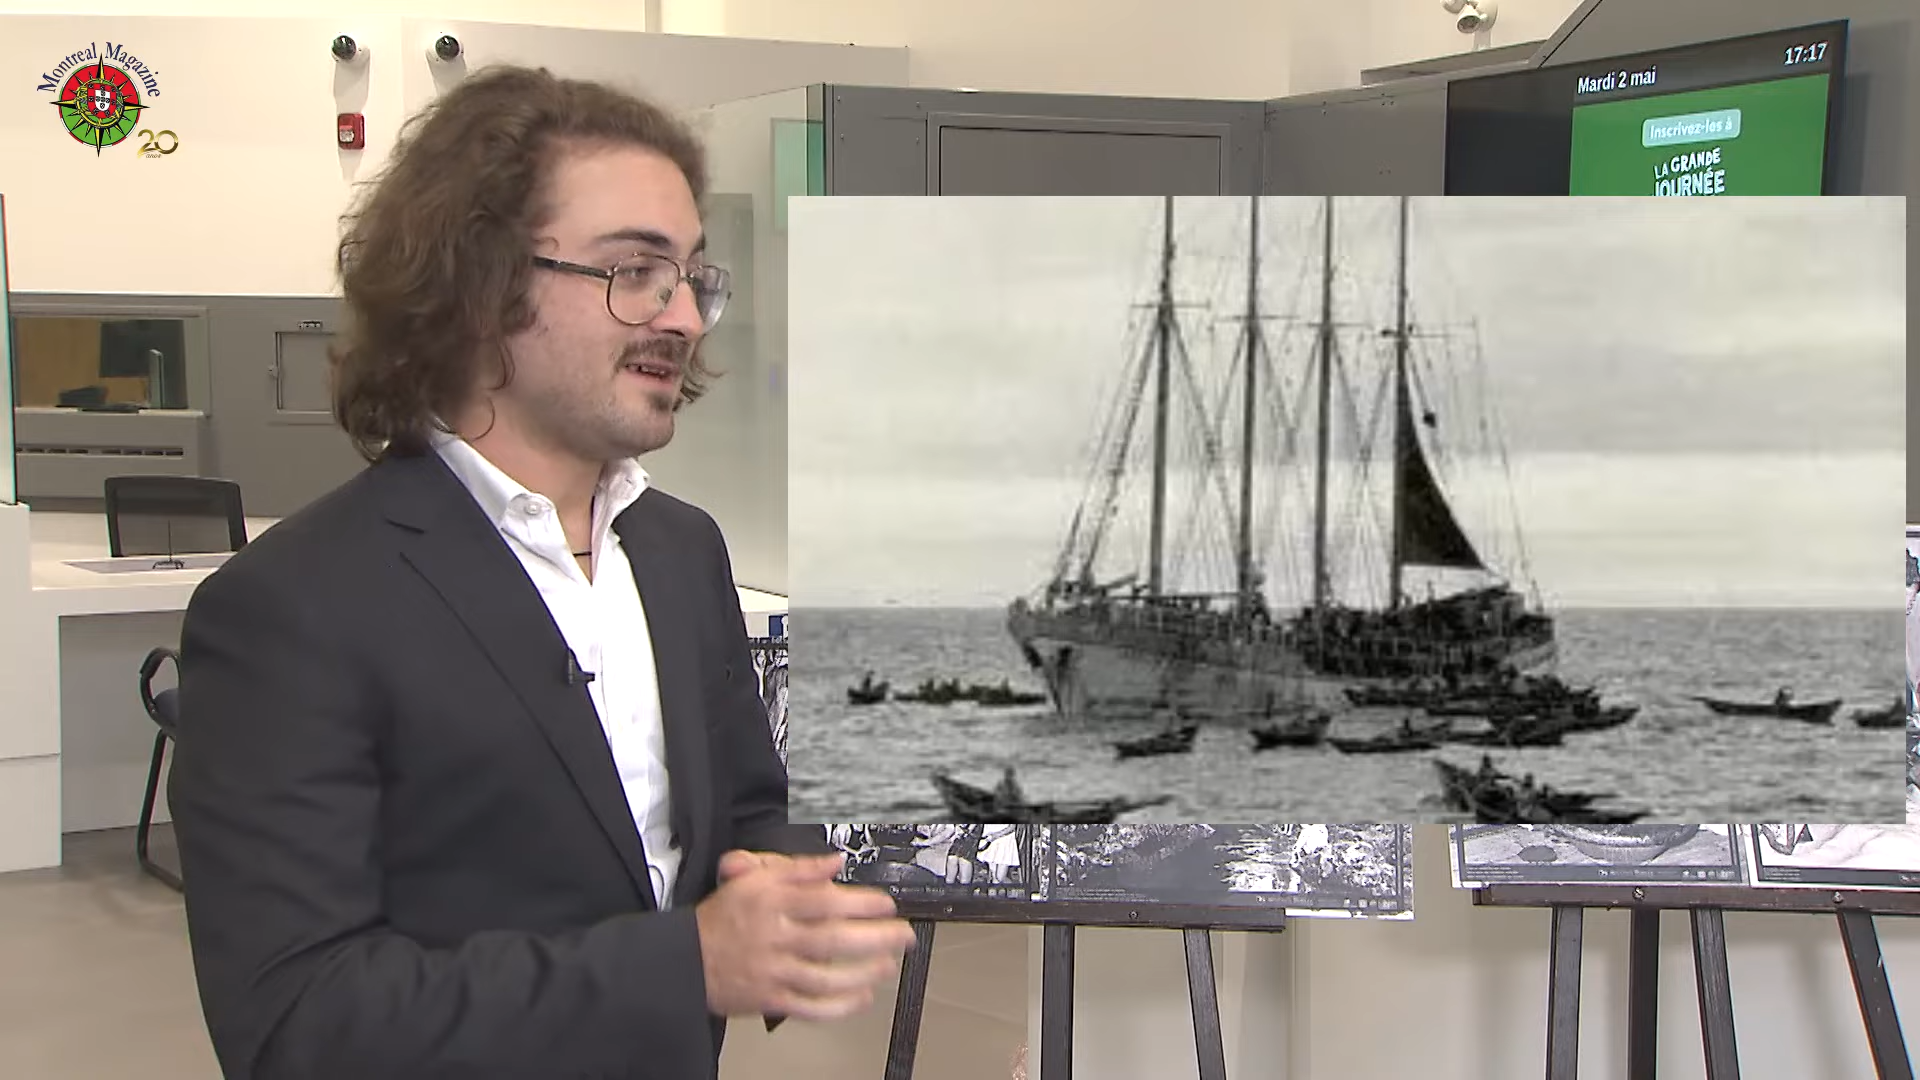 Montreal Magazine
20
anos
Mardi 2 mai
17:17
Inscrivez-les à
LA GRANDE
JOURNÉE